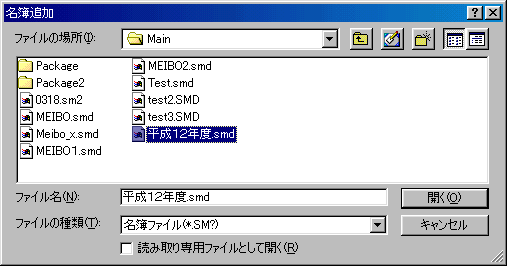 名簿追加
ファイルの場所(I):
Main
Package
Package2
0318.sm2
MEIBO.smd
Meibo_x.smd
MEIBO1.smd
MEIBO2.smd
Test.smd
test2.SMD
test3.SMD
平成12年度.smd
ファイル名(N):
平成12年度.smd
開く(O)
ファイルの種類(T):
名簿ファイル(*.SM?)
キャンセル
読み取り専用ファイルとして開く(R)